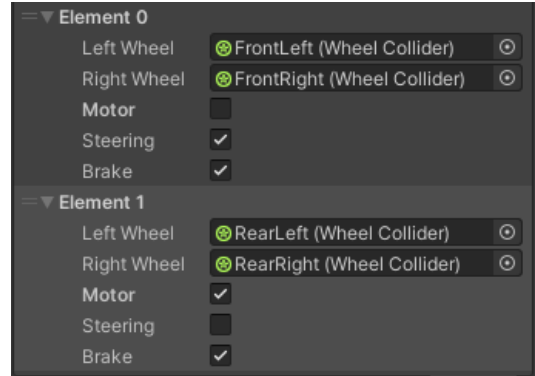 Element 0
Left Wheel FrontLeft (Wheel Collider)
Right Wheel FrontRight (Wheel Collider)
Motor
Steering
Brake
Element 1
Left Wheel RearLeft (Wheel Collider)
Right Wheel RearRight (Wheel Collider)
Motor
Steering
Brake